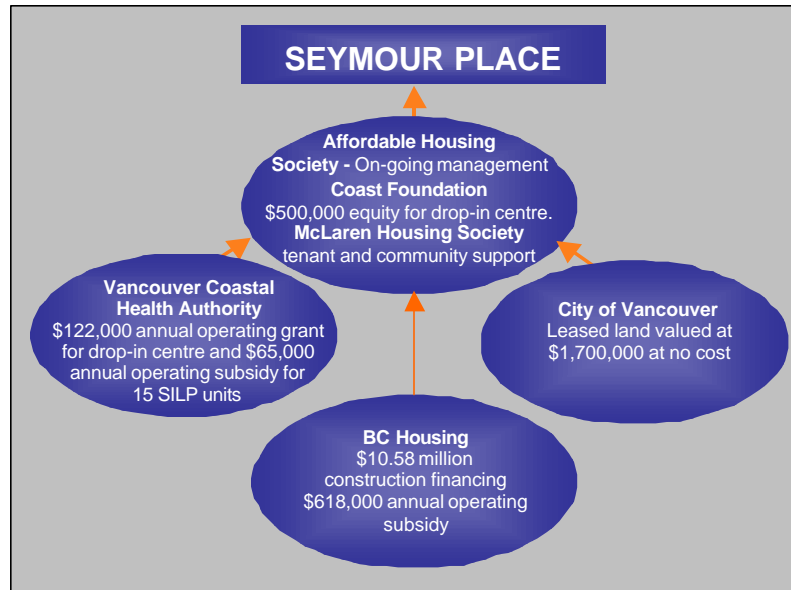 SEYMOUR PLACE
Affordable Housing
Society - On-going management
Coast Foundation
$500,000 equity for drop-in centre.
McLaren Housing Society
tenant and community support
Vancouver Coastal
Health Authority
$122,000 annual operating grant
for drop-in centre and $65,000
annual operating subsidy for
15 SILP units
City of Vancouver
Leased land valued at
$1,700,000 at no cost
BC Housing
$10.58 million
construction financing
$618,000 annual operating
subsidy